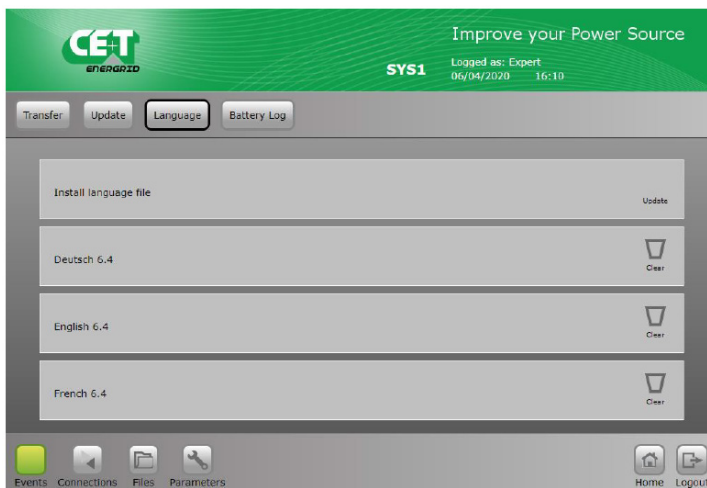 CE+T
ENERGRID
Improve your Power Source
SYS1
Logged as: Expert
06/04/2020 16:10
Transfer
Update
Language
Battery Log
Install language file
Update
Deutsch 6.4
Clear
English 6.4
Clear
French 6.4
Clear
Events
Connections
Files
Parameters
Home
Logout